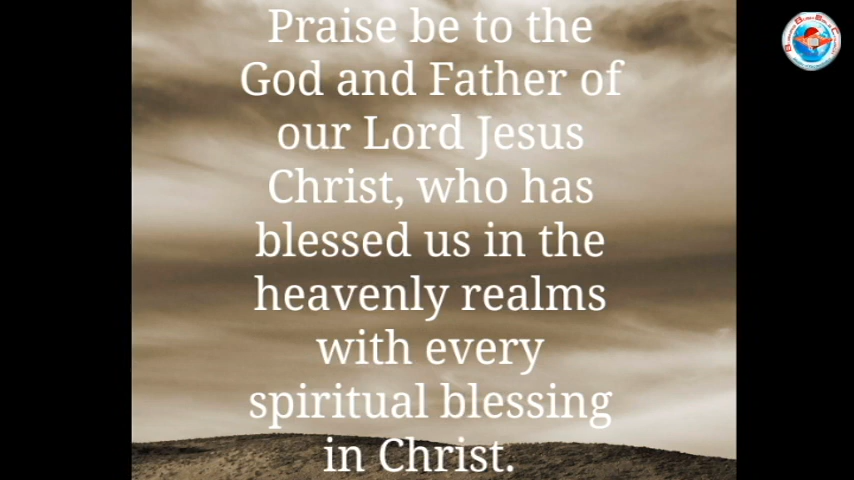 Praise be to the
God and Father of
our Lord Jesus
Christ, who has
blessed us in the
heavenly realms
with every
spiritual blessing
in Christ.